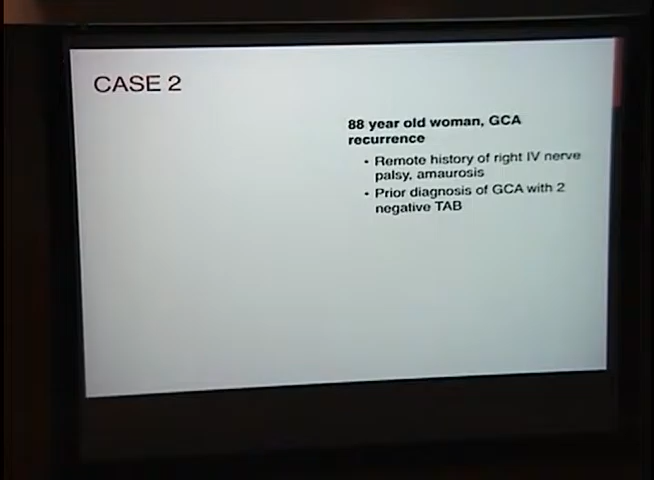 CASE 2
88 year old woman, GCA
recurrence
• Remote history of right IV nerve
palsy, amaurosis
• Prior diagnosis of GCA with 2
negative TAB